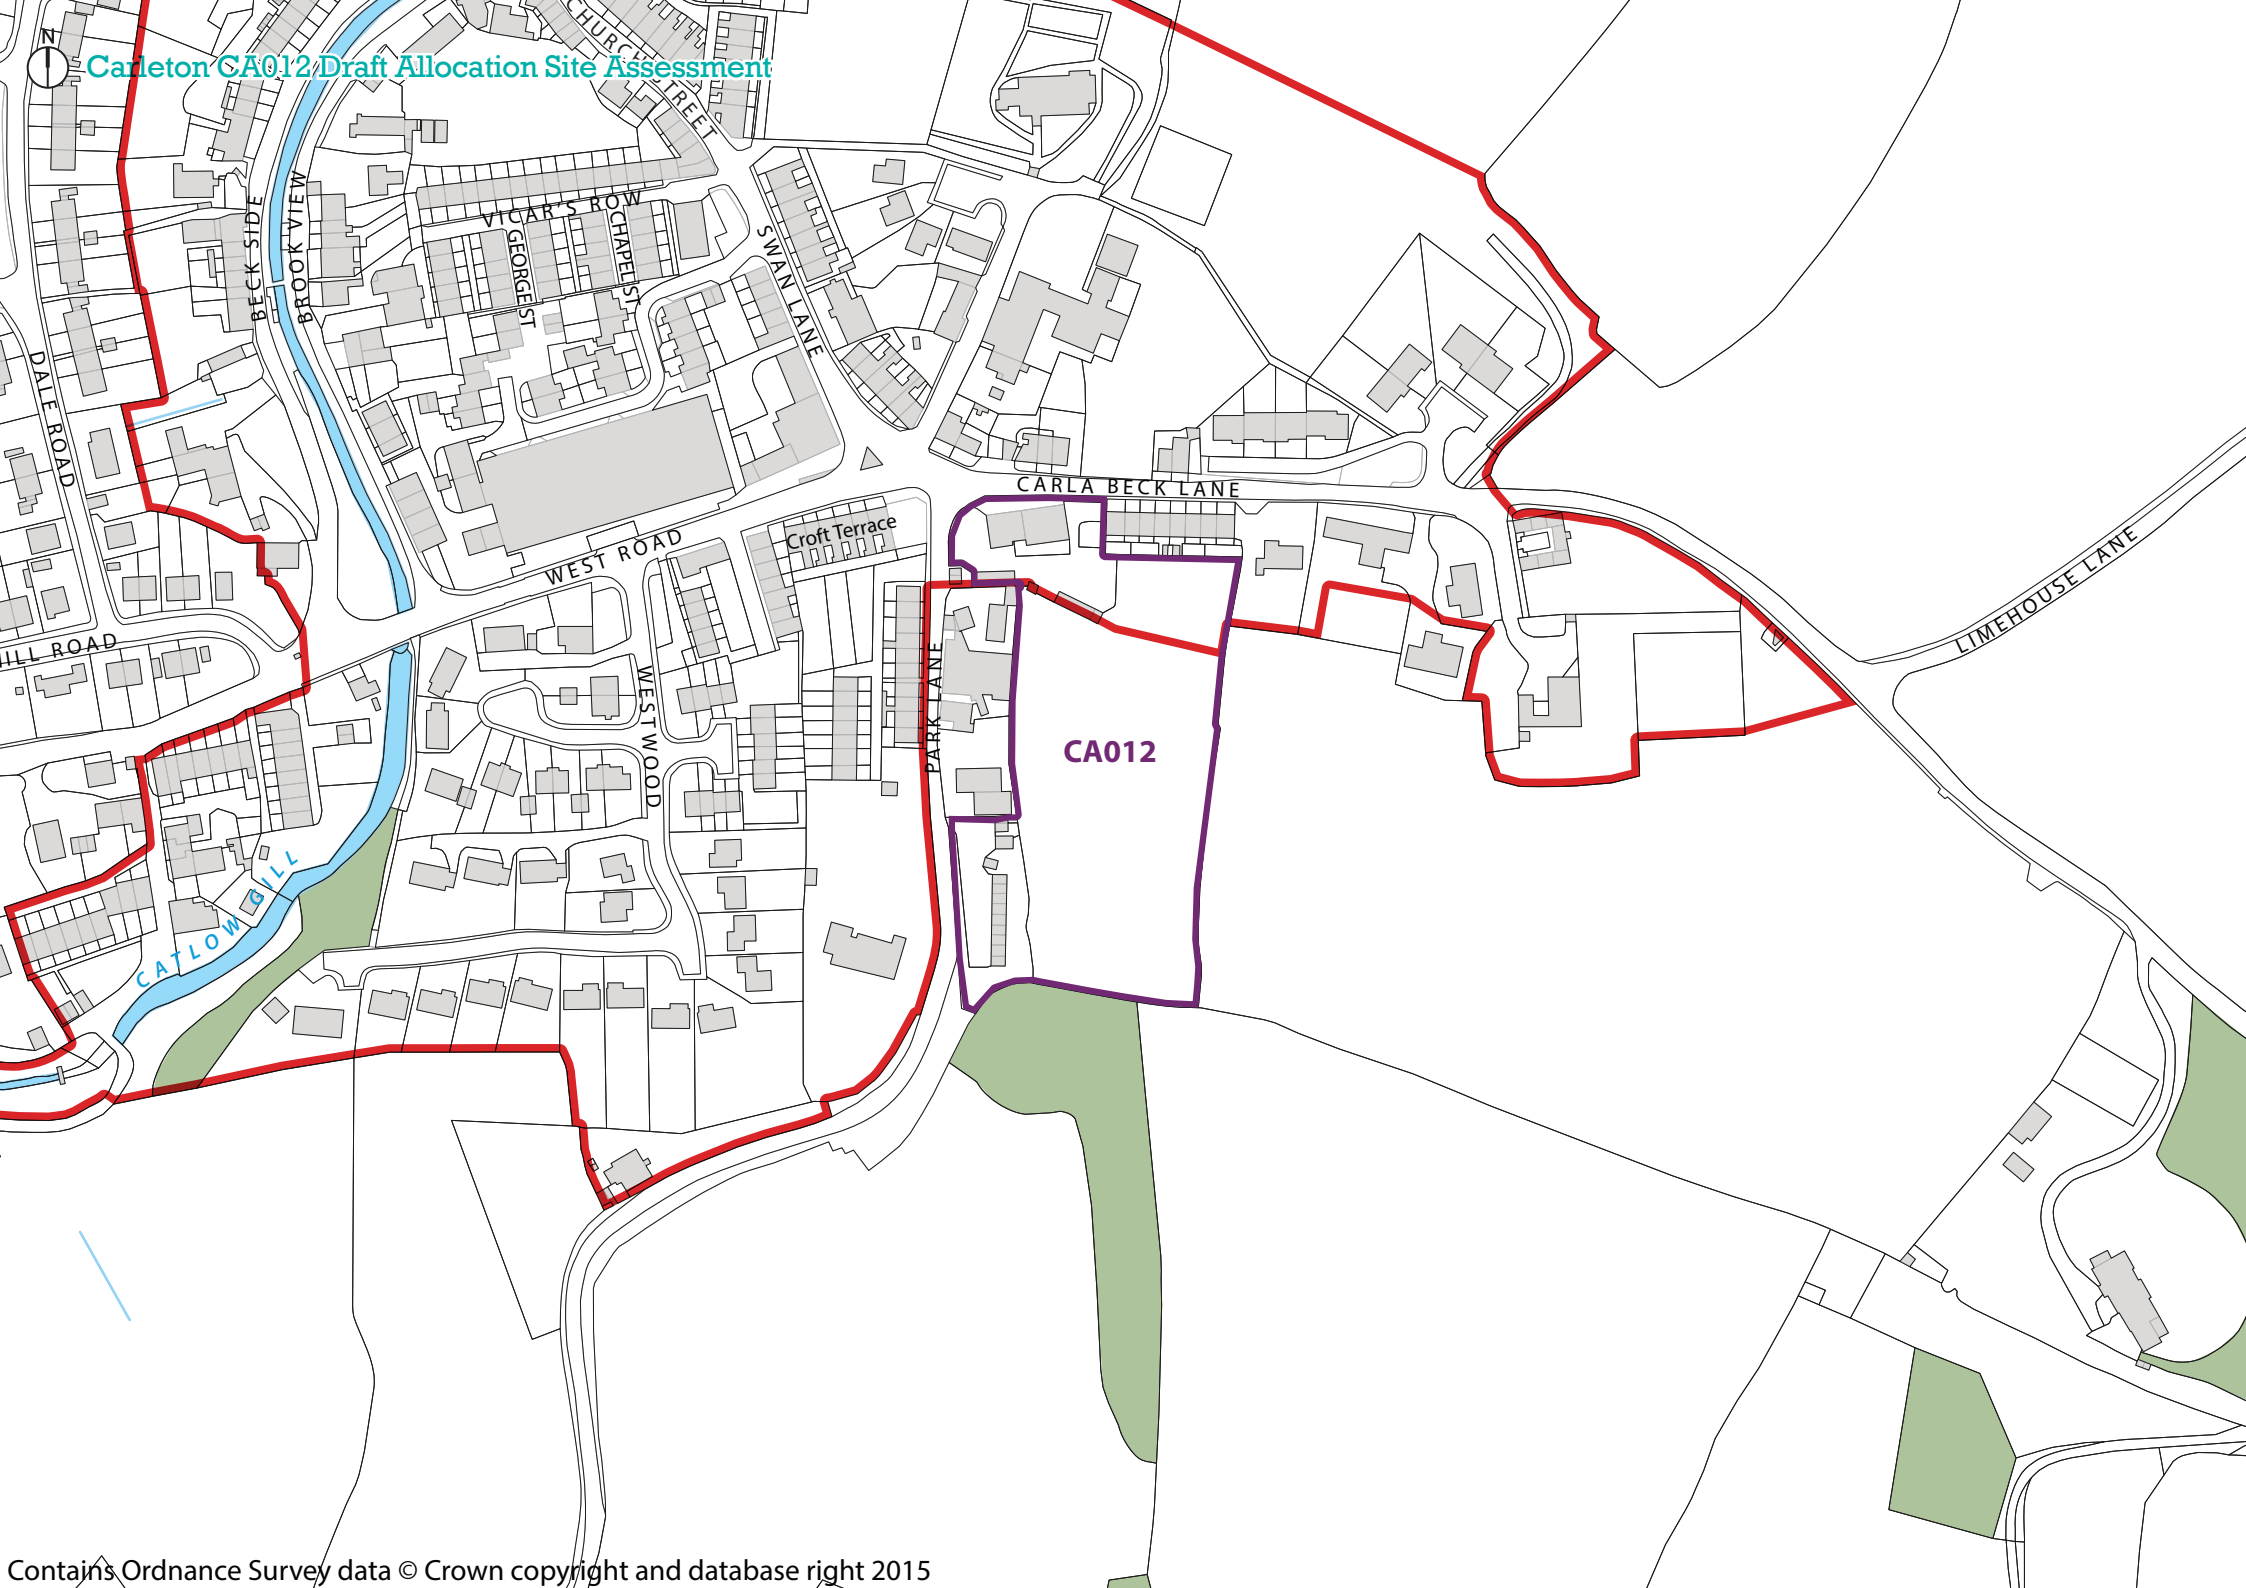 N
Carleton CA012 Draft Allocation Site Assessment
CHURCH STREET
BECK SIDE
BROOK VIEW
VICAR'S ROW
GEORGE ST
CHAPEL ST
SWAN LANE
DALE ROAD
CARLA BECK LANE
Croft Terrace
WEST ROAD
LIMEHOUSE LANE
HILL ROAD
WESTWOOD
PARK LANE
CA012
CATLOW GILL
Contains Ordnance Survey data © Crown copyright and database right 2015